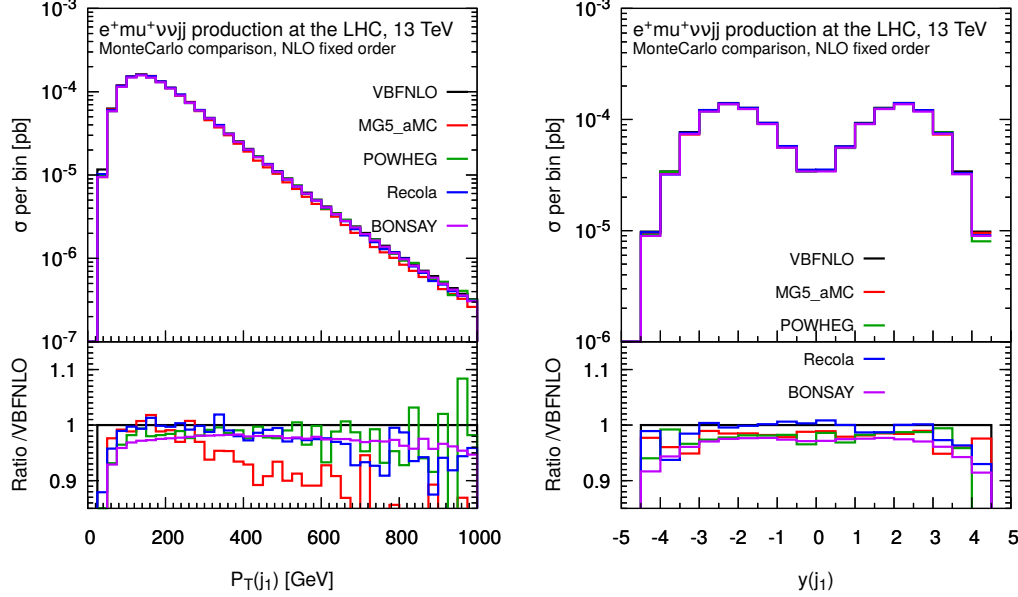 e⁺mu⁺ννjj production at the LHC, 13 TeV
MonteCarlo comparison, NLO fixed order
σ per bin [pb]
10⁻⁴
10⁻⁵
10⁻⁶
10⁻⁷
VBFNLO
MG5_aMC
POWHEG
Recola
BONSAY
Ratio /VBFNLO
1.1
1
0.9
0 200 400 600 800 1000
P_T(j₁) [GeV]
e⁺mu⁺ννjj production at the LHC, 13 TeV
MonteCarlo comparison, NLO fixed order
σ per bin [pb]
10⁻³
10⁻⁴
10⁻⁵
10⁻⁶
VBFNLO
MG5_aMC
POWHEG
Recola
BONSAY
Ratio /VBFNLO
1.1
1
0.9
-5 -4 -3 -2 -1 0 1 2 3 4 5
y(j₁)